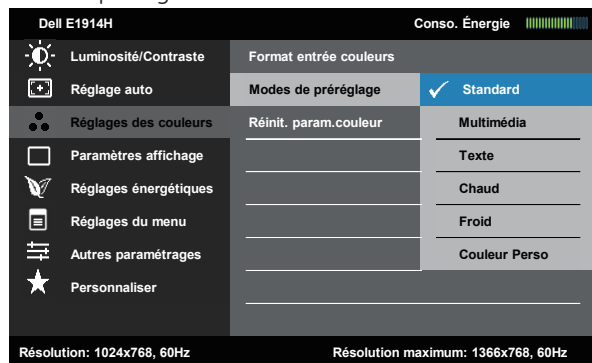 Dell E1914H Conso. Énergie
Luminosité/Contraste Format entrée couleurs
Réglage auto Modes de préréglage Standard
Réglages des couleurs Réinit. param.couleur Multimédia
Paramètres affichage Texte
Réglages énergétiques Chaud
Réglages du menu Froid
Autres paramétrages Couleur Perso
Personnaliser
Résolution: 1024x768, 60Hz Résolution maximum: 1366x768, 60Hz